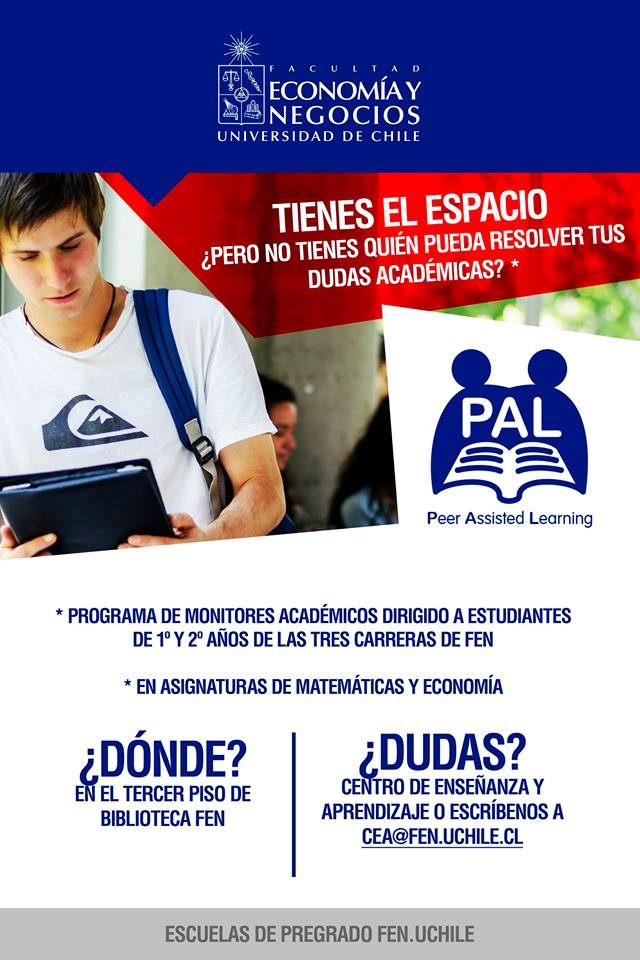 FACULTAD
ECONOMÍA Y
NEGOCIOS
UNIVERSIDAD DE CHILE
TIENES EL ESPACIO
¿PERO NO TIENES QUIÉN PUEDA RESOLVER TUS
DUDAS ACADÉMICAS? *
PAL
Peer Assisted Learning
* PROGRAMA DE MONITORES ACADÉMICOS DIRIGIDO A ESTUDIANTES
DE 1º Y 2º AÑOS DE LAS TRES CARRERAS DE FEN
* EN ASIGNATURAS DE MATEMÁTICAS Y ECONOMÍA
¿DÓNDE?
EN EL TERCER PISO DE
BIBLIOTECA FEN
¿DUDAS?
CENTRO DE ENSEÑANZA Y
APRENDIZAJE O ESCRÍBENOS A
CEA@FEN.UCHILE.CL
ESCUELAS DE PREGRADO FEN.UCHILE